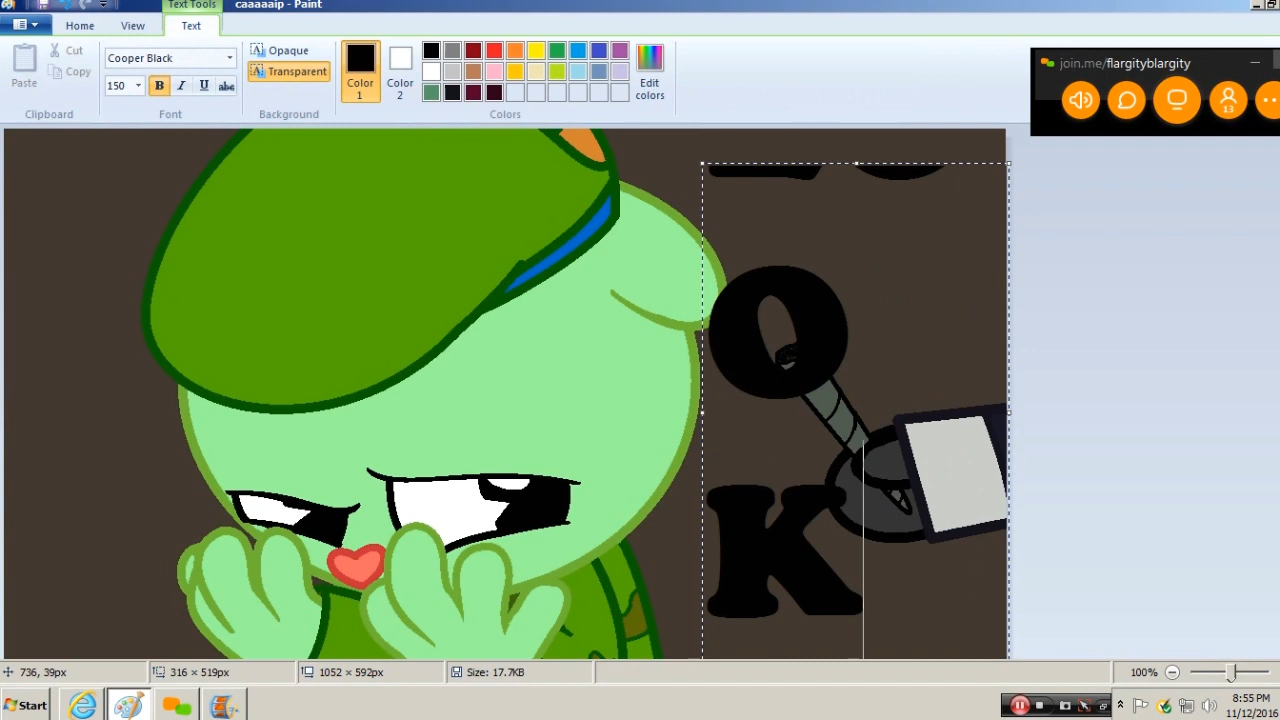 Text Tools
caaaaaip - Paint
Home View Text
Paste
Cut
Copy
Clipboard
Cooper Black
150 B I U abc
Font
Opaque
Transparent
Background
Color 1
Color 2
Edit colors
Colors
join.me/flargityblargity
13
O
K
736, 39px
316 × 519px
1052 × 592px
Size: 17.7KB
100%
Start
8:55 PM
11/12/2016